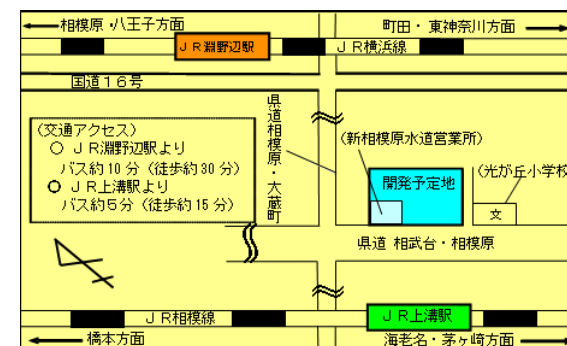 相模原・八王子方面
町田・東神奈川方面
ＪＲ淵野辺駅
ＪＲ横浜線
国道１６号
県道相模原・大蔵町
(交通アクセス)
○ ＪＲ淵野辺駅より
バス約10分（徒歩約30分）
○ ＪＲ上溝駅より
バス約５分（徒歩約15分）
(新相模原水道営業所)
開発予定地
(光が丘小学校
文
県道 相武台・相模原
ＪＲ相模線
ＪＲ上溝駅
橋本方面
海老名・茅ヶ崎方面